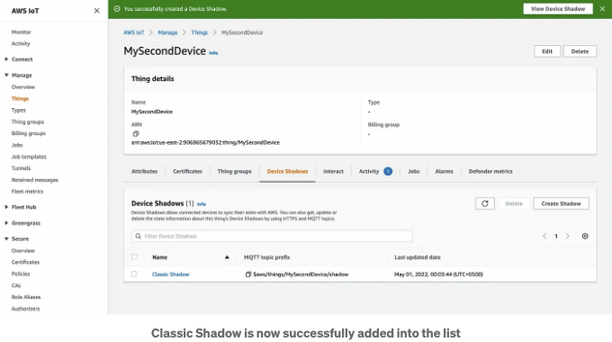 AWS IoT
You successfully created a Device Shadow.
View Device Shadow
Monitor
Activity
Connect
Manage
Overview
Things
Types
Thing groups
Billing groups
Jobs
Job templates
Tunnels
Retained messages
Fleet metrics
Fleet Hub
Greengrass
Secure
Overview
Certificates
Policies
CAs
Role Aliases
Authorizers
AWS IoT > Manage > Things > MySecondDevice
MySecondDevice Info
Edit Delete
Thing details
Name
MySecondDevice
ARN
arn:aws:iot:us-east-2:906965679032:thing/MySecondDevice
Type
-
Billing group
-
Attributes Certificates Thing groups Device Shadows Interact Activity 1 Jobs Alarms Defender metrics
Device Shadows (1) Info
Device Shadows allow connected devices to sync their state with AWS. You can also get, update or
delete the state information about this thing's Device Shadows by using HTTPS and MQTT topics.
Delete Create Shadow
Filter Device Shadows
1
Name MQTT topic prefix Last updated date
Classic Shadow $aws/things/MySecondDevice/shadow May 01, 2022, 00:03:44 (UTC+0500)
Classic Shadow is now successfully added into the list